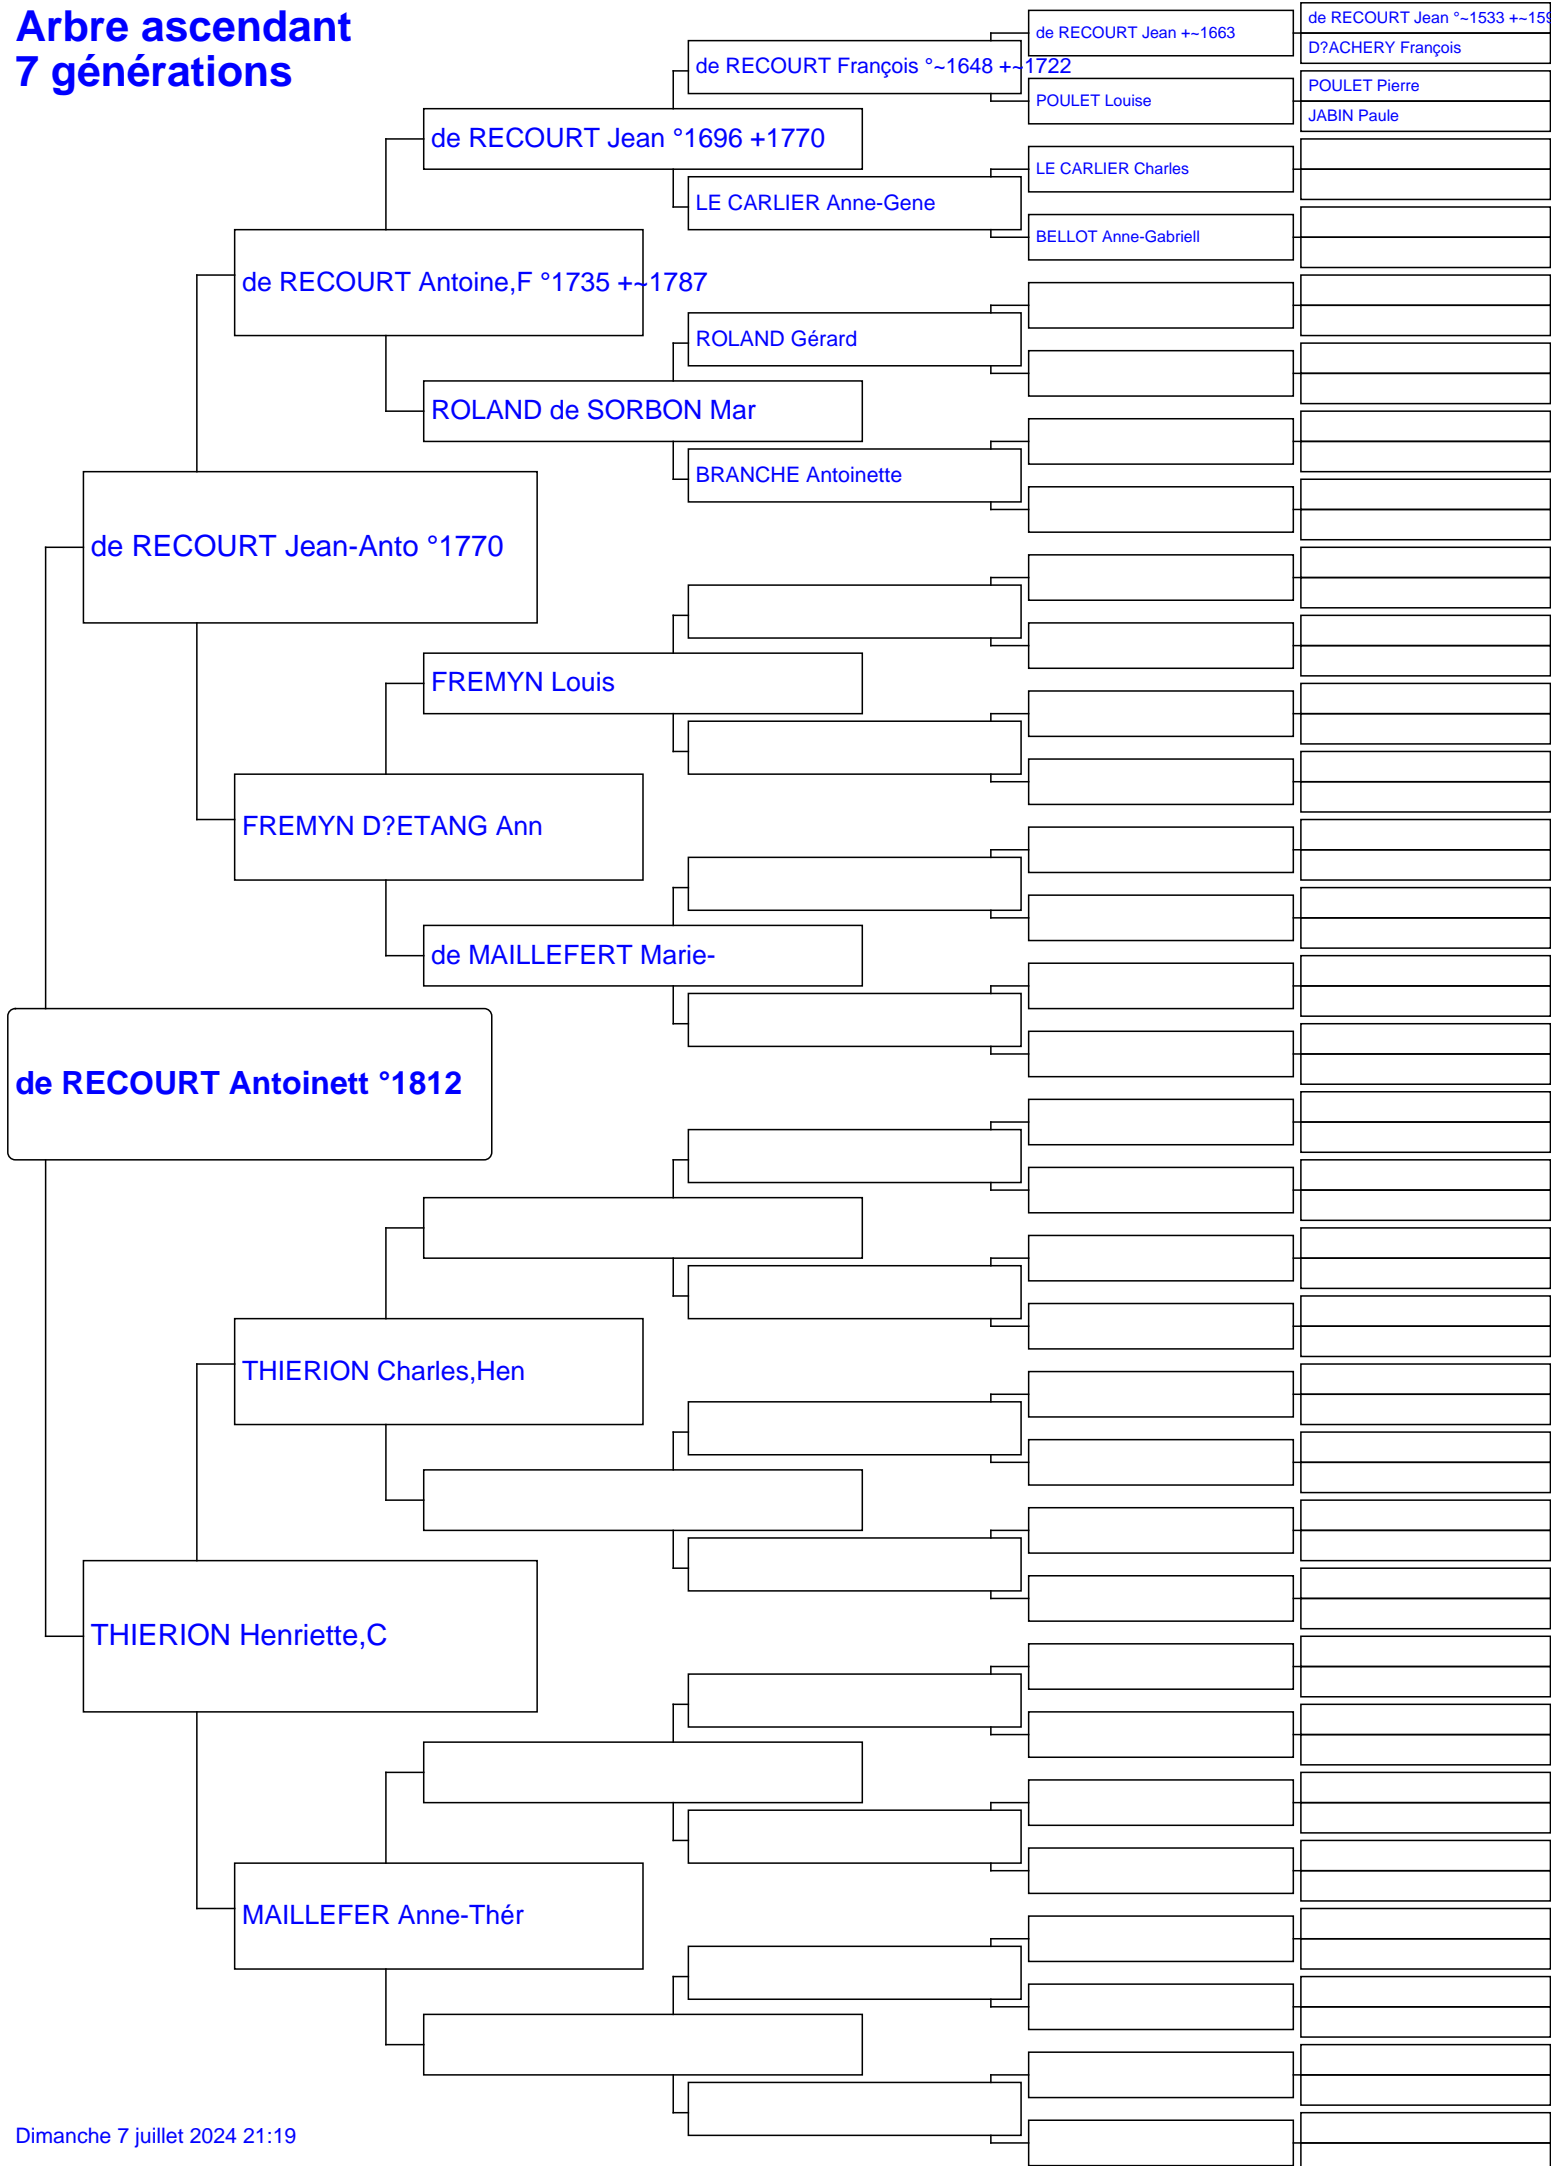 Arbre ascendant
7 générations
de RECOURT Jean °~1533 +~159
de RECOURT Jean +~1663
D?ACHERY François
de RECOURT François °~1648 +~1722
POULET Pierre
POULET Louise
JABIN Paule
de RECOURT Jean °1696 +1770
LE CARLIER Charles
LE CARLIER Anne-Gene
BELLOT Anne-Gabriell
de RECOURT Antoine,F °1735 +~1787
ROLAND Gérard
ROLAND de SORBON Mar
BRANCHE Antoinette
de RECOURT Jean-Anto °1770
FREMYN Louis
FREMYN D?ETANG Ann
de MAILLEFERT Marie-
de RECOURT Antoinett °1812
THIERION Charles,Hen
THIERION Henriette,C
MAILLEFER Anne-Thér
Dimanche 7 juillet 2024 21:19